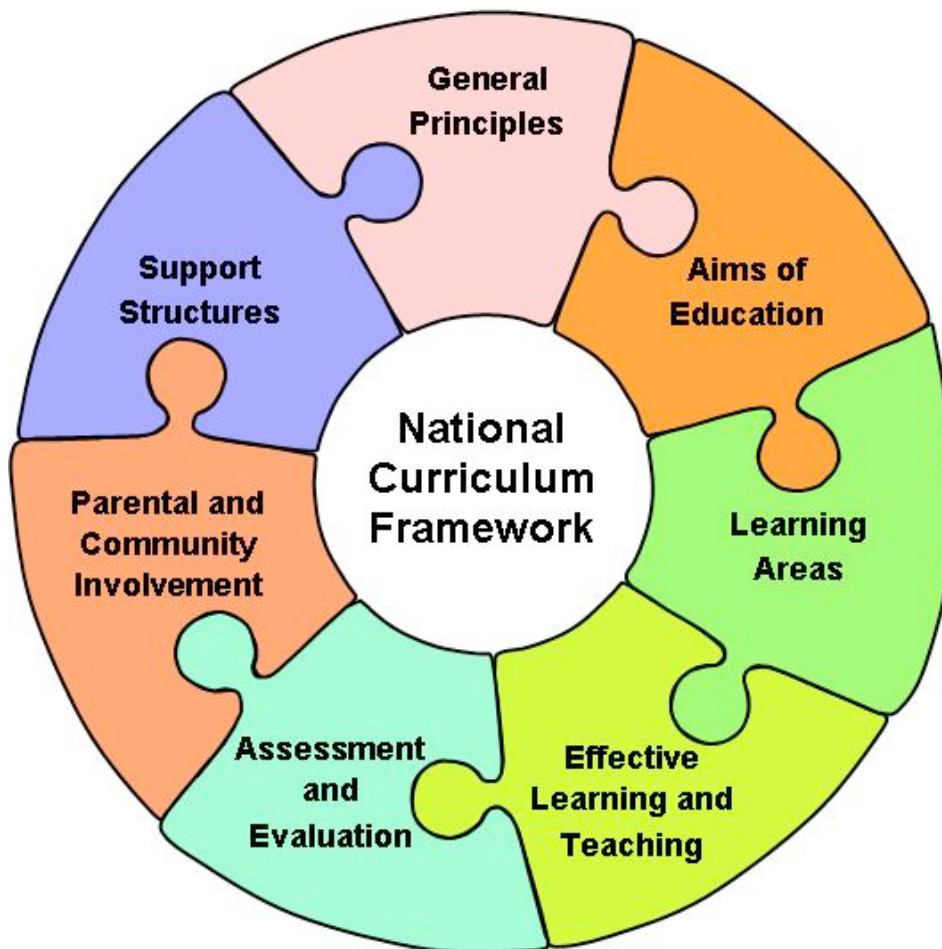 General
Principles
Aims of
Education
Learning
Areas
Effective
Learning and
Teaching
Assessment
and
Evaluation
Parental and
Community
Involvement
Support
Structures
National
Curriculum
Framework